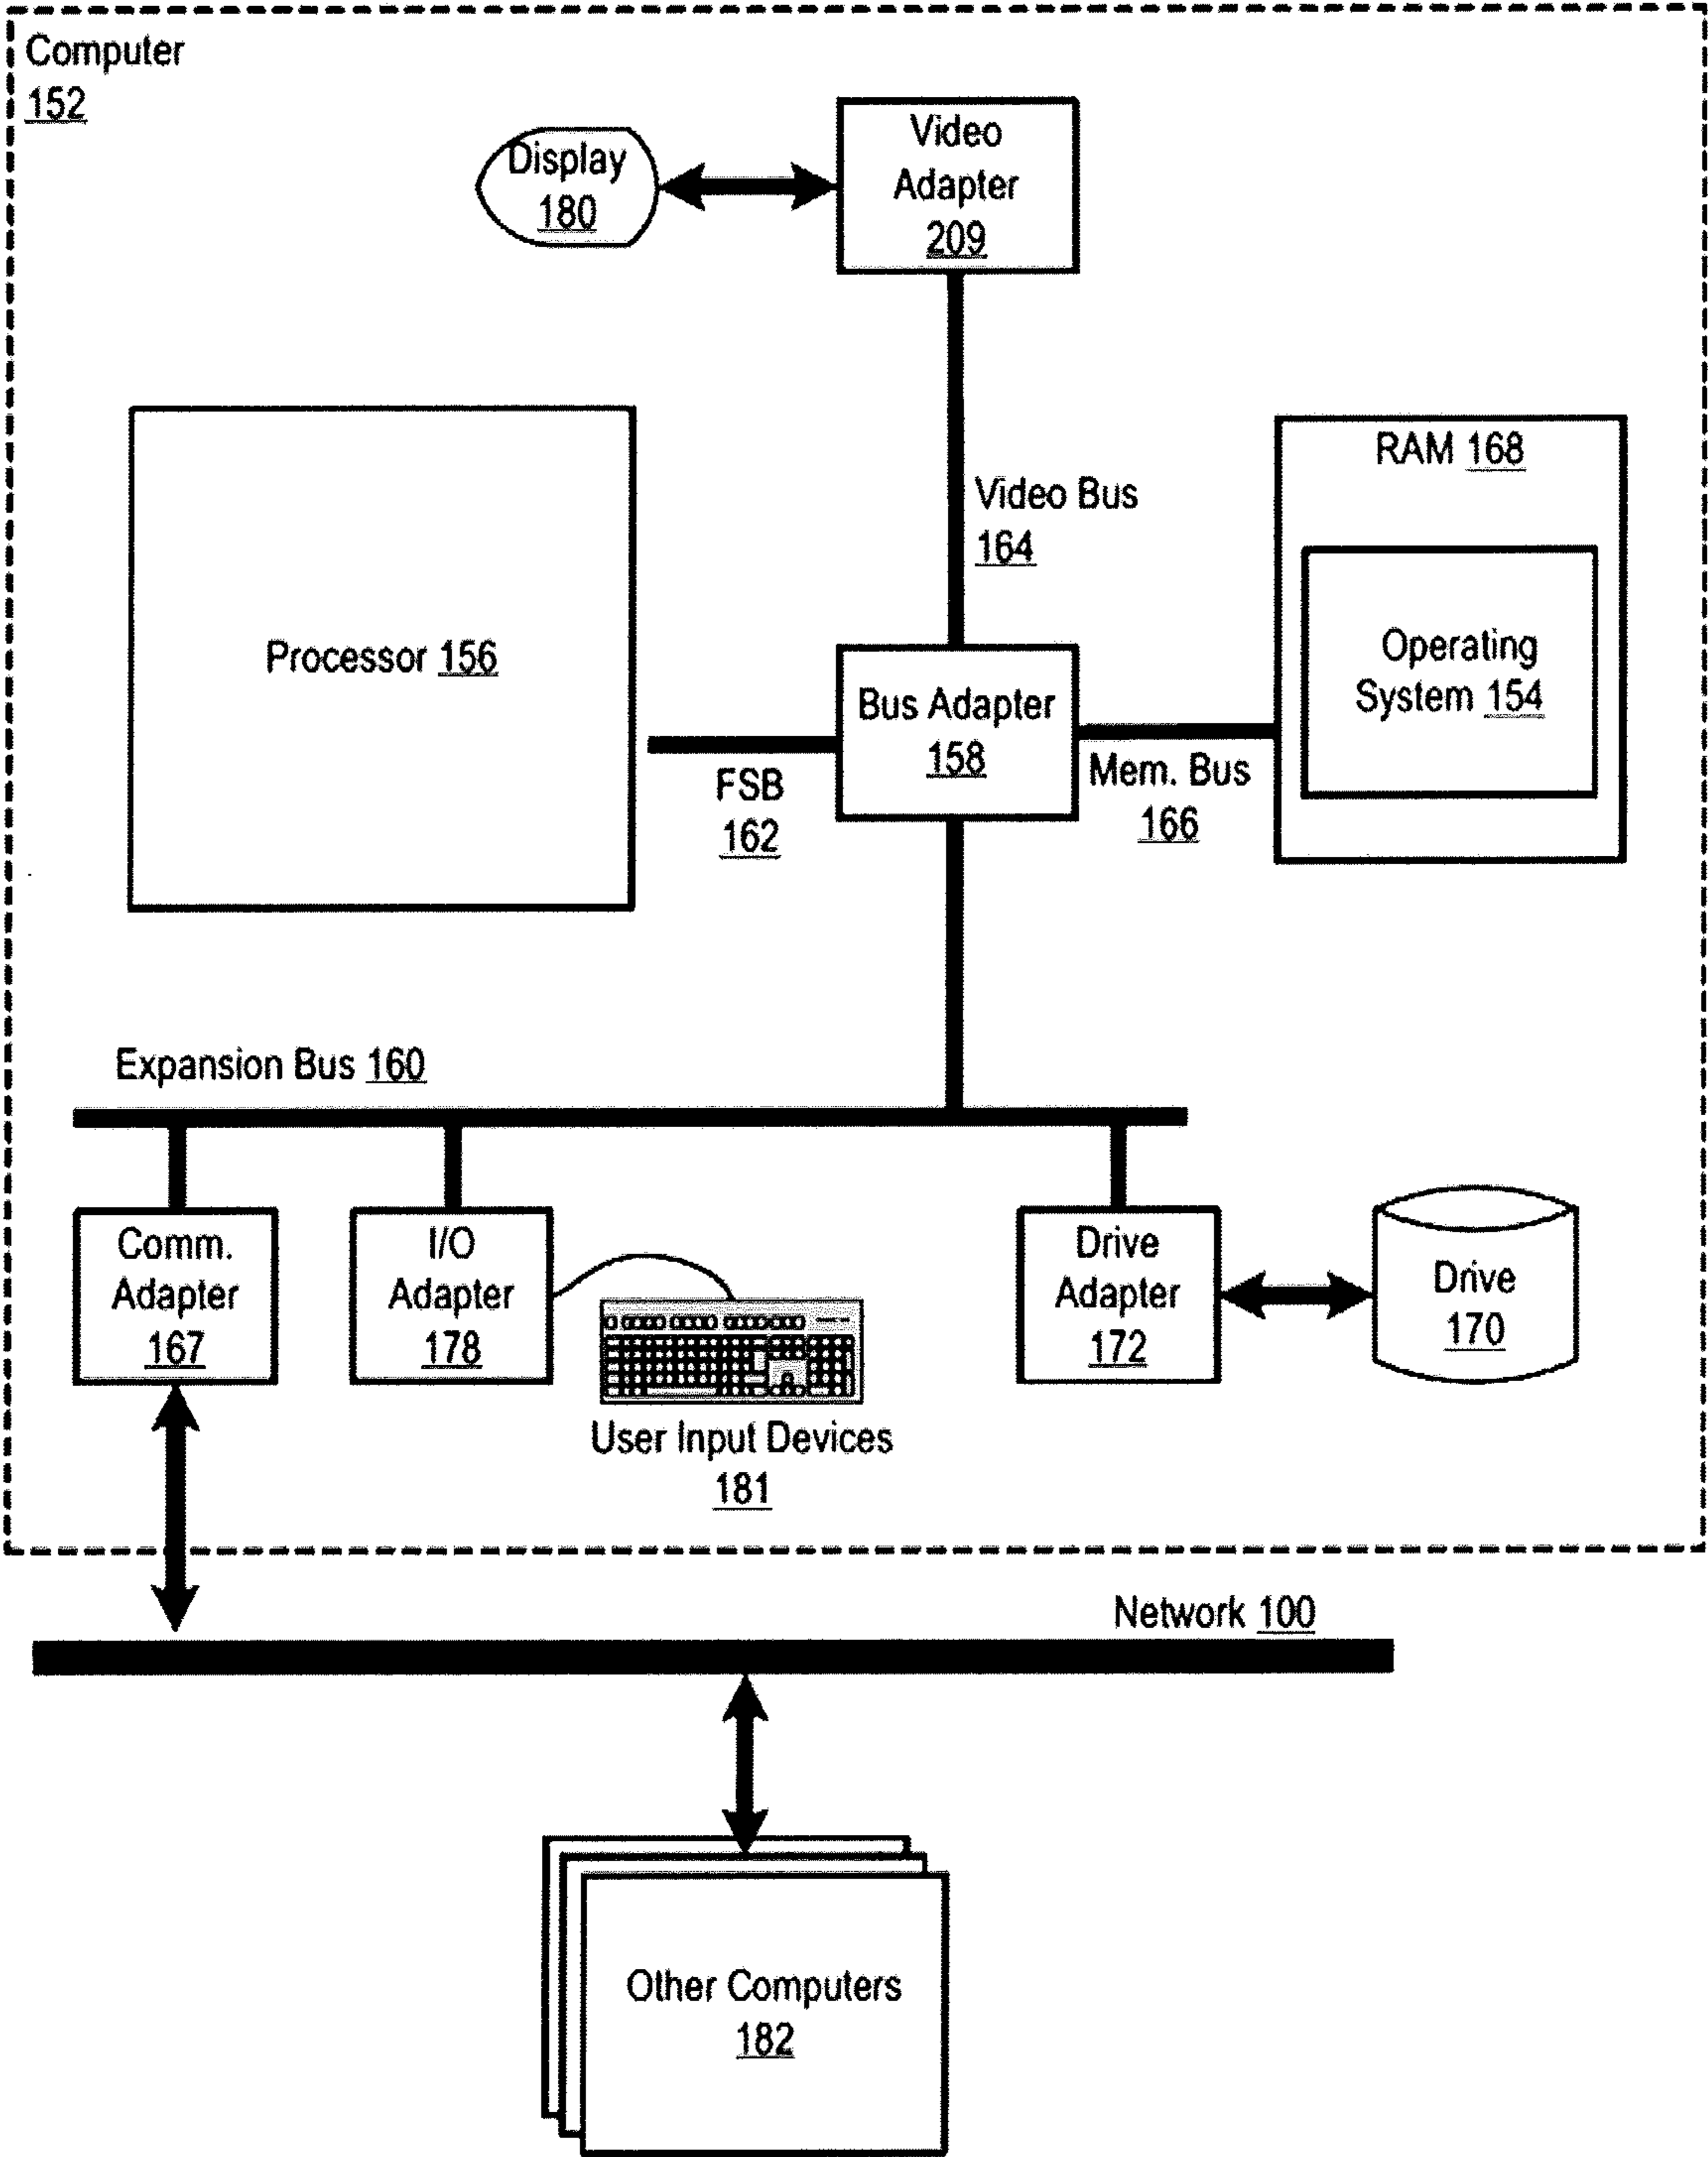 Computer
152
Display
180
Video
Adapter
209
Processor 156
Video Bus
164
RAM 168
Operating
System 154
Bus Adapter
158
FSB
162
Mem. Bus
166
Expansion Bus 160
Comm.
Adapter
167
I/O
Adapter
178
User Input Devices
181
Drive
Adapter
172
Drive
170
Network 100
Other Computers
182